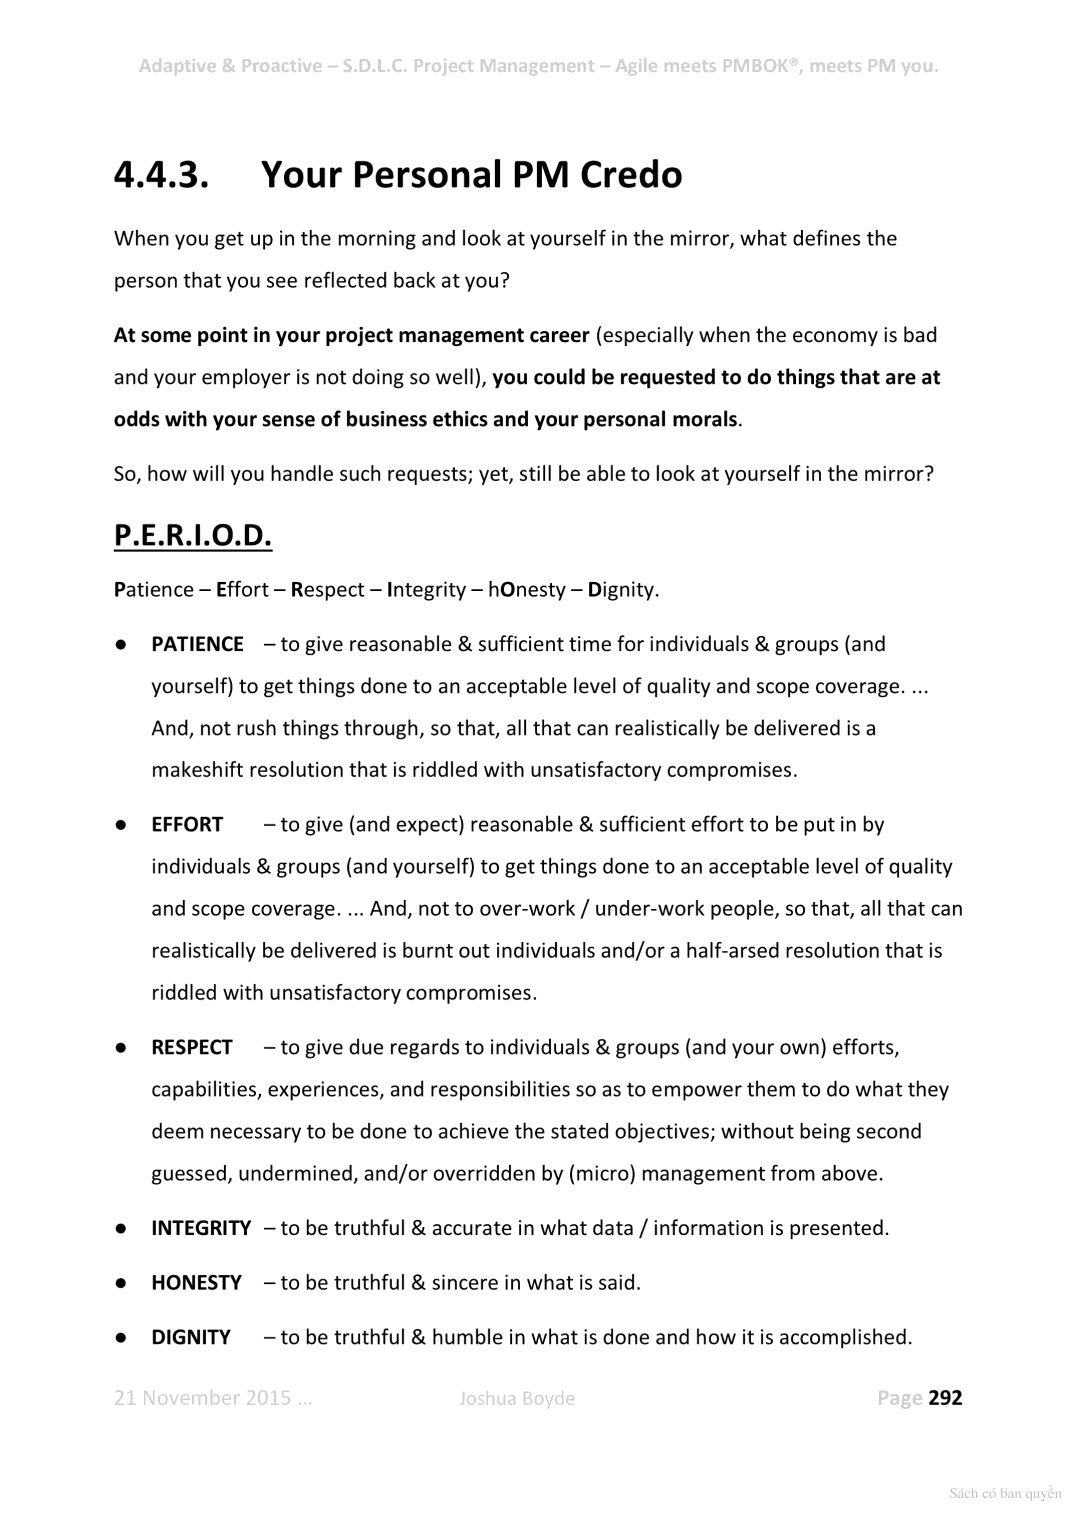 Adaptive & Proactive – S.D.L.C. Project Management – Agile meets PMBOK®, meets PM you.
4.4.3. Your Personal PM Credo
When you get up in the morning and look at yourself in the mirror, what defines the
person that you see reflected back at you?
At some point in your project management career (especially when the economy is bad
and your employer is not doing so well), you could be requested to do things that are at
odds with your sense of business ethics and your personal morals.
So, how will you handle such requests; yet, still be able to look at yourself in the mirror?
P.E.R.I.O.D.
Patience – Effort – Respect – Integrity – hOnesty – Dignity.
● PATIENCE – to give reasonable & sufficient time for individuals & groups (and
yourself) to get things done to an acceptable level of quality and scope coverage. ...
And, not rush things through, so that, all that can realistically be delivered is a
makeshift resolution that is riddled with unsatisfactory compromises.
● EFFORT – to give (and expect) reasonable & sufficient effort to be put in by
individuals & groups (and yourself) to get things done to an acceptable level of quality
and scope coverage. ... And, not to over-work / under-work people, so that, all that can
realistically be delivered is burnt out individuals and/or a half-arsed resolution that is
riddled with unsatisfactory compromises.
● RESPECT – to give due regards to individuals & groups (and your own) efforts,
capabilities, experiences, and responsibilities so as to empower them to do what they
deem necessary to be done to achieve the stated objectives; without being second
guessed, undermined, and/or overridden by (micro) management from above.
● INTEGRITY – to be truthful & accurate in what data / information is presented.
● HONESTY – to be truthful & sincere in what is said.
● DIGNITY – to be truthful & humble in what is done and how it is accomplished.
21 November 2015 ... Joshua Boyde Page 292
Sách có bản quyền